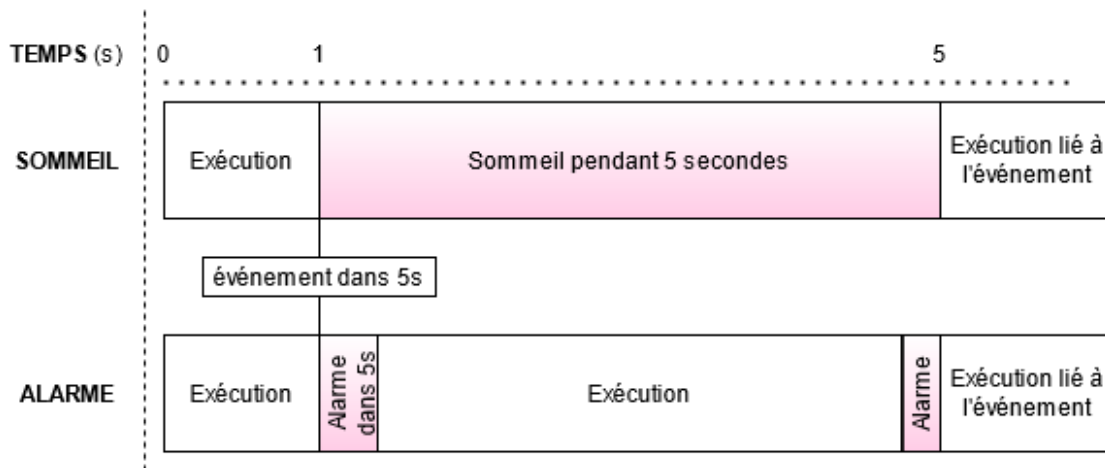 TEMPS (s) 0 1 5
SOMMEIL Exécution Sommeil pendant 5 secondes Exécution lié à
l'événement
événement dans 5s
ALARME Exécution Alarme
dans 5s
Exécution Alarme Exécution lié à
l'événement